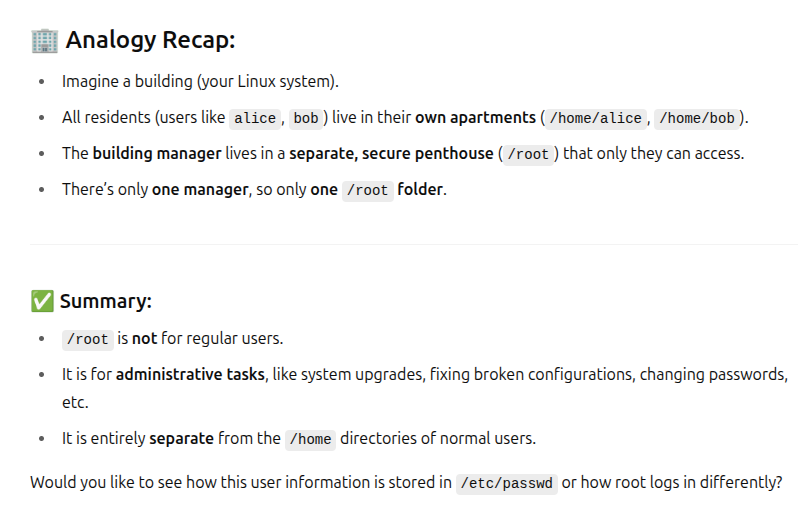 🏢 Analogy Recap:
• Imagine a building (your Linux system).
• All residents (users like alice, bob) live in their own apartments (/home/alice, /home/bob).
• The building manager lives in a separate, secure penthouse (/root) that only they can access.
• There’s only one manager, so only one /root folder.
✅ Summary:
• /root is not for regular users.
• It is for administrative tasks, like system upgrades, fixing broken configurations, changing passwords,
etc.
• It is entirely separate from the /home directories of normal users.
Would you like to see how this user information is stored in /etc/passwd or how root logs in differently?